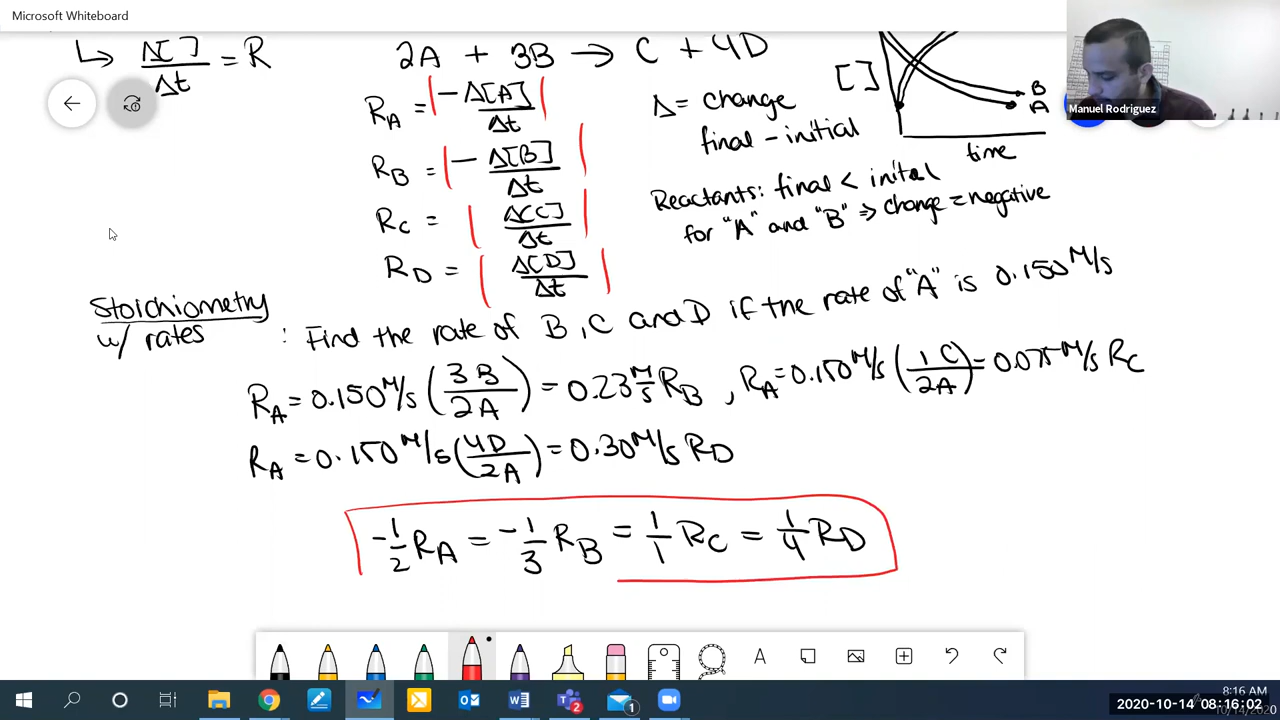 Microsoft Whiteboard
↳ Δ[ ]/Δt = R
2A + 3B → C + 4D
R_A = |-Δ[A]/Δt|
R_B = |-Δ[B]/Δt|
R_C = |Δ[C]/Δt|
R_D = |Δ[D]/Δt|
Δ = change
final - initial
[ ]
B
A
time
Manuel Rodriguez
Reactants: final < initial
for "A" and "B" ⇒ change = negative
Stoichiometry
w/ rates
: Find the rate of B, C and D if the rate of "A" is 0.150 M/s
R_A = 0.150 M/s (3B/2A) = 0.23 M/s R_B , R_A = 0.150 M/s (1C/2A) = 0.075 M/s R_C
R_A = 0.150 M/s (4D/2A) = 0.30 M/s R_D
-1/2 R_A = -1/3 R_B = 1/1 R_C = 1/4 R_D
A
2
1
8:16 AM
2020-10-14 08:16:02